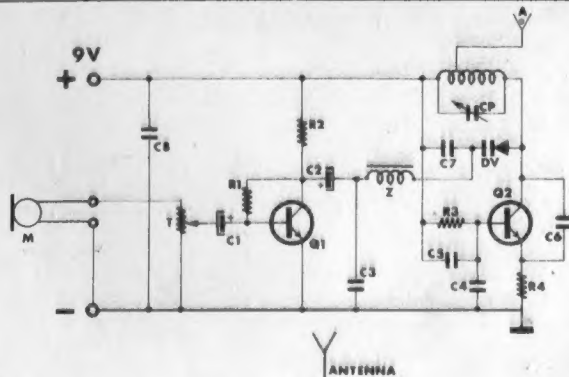 A
9V
+
CP
C8
R2
C7
DV
C2
+
R1
Z
Q2
R3
C6
M
T
+
C1
Q1
C5
C3
C4
R4
-
ANTENNA